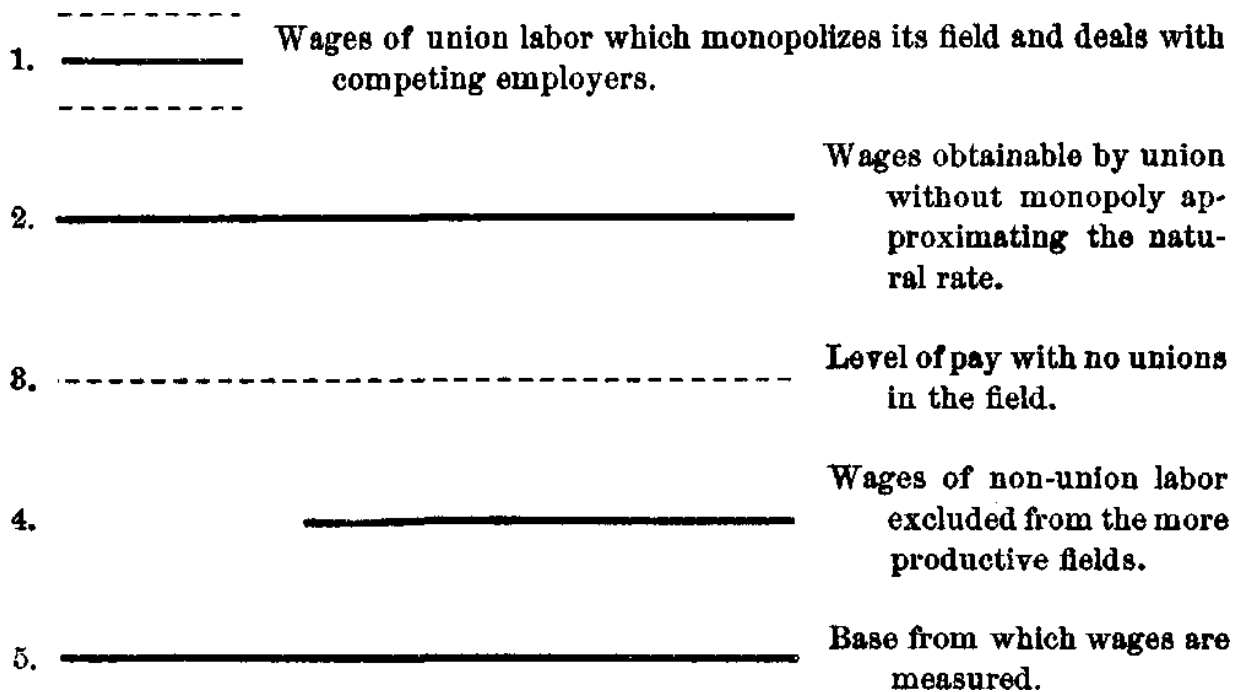 1. Wages of union labor which monopolizes its field and deals with
competing employers.
2. Wages obtainable by union
without monopoly ap-
proximating the natu-
ral rate.
3. Level of pay with no unions
in the field.
4. Wages of non-union labor
excluded from the more
productive fields.
5. Base from which wages are
measured.